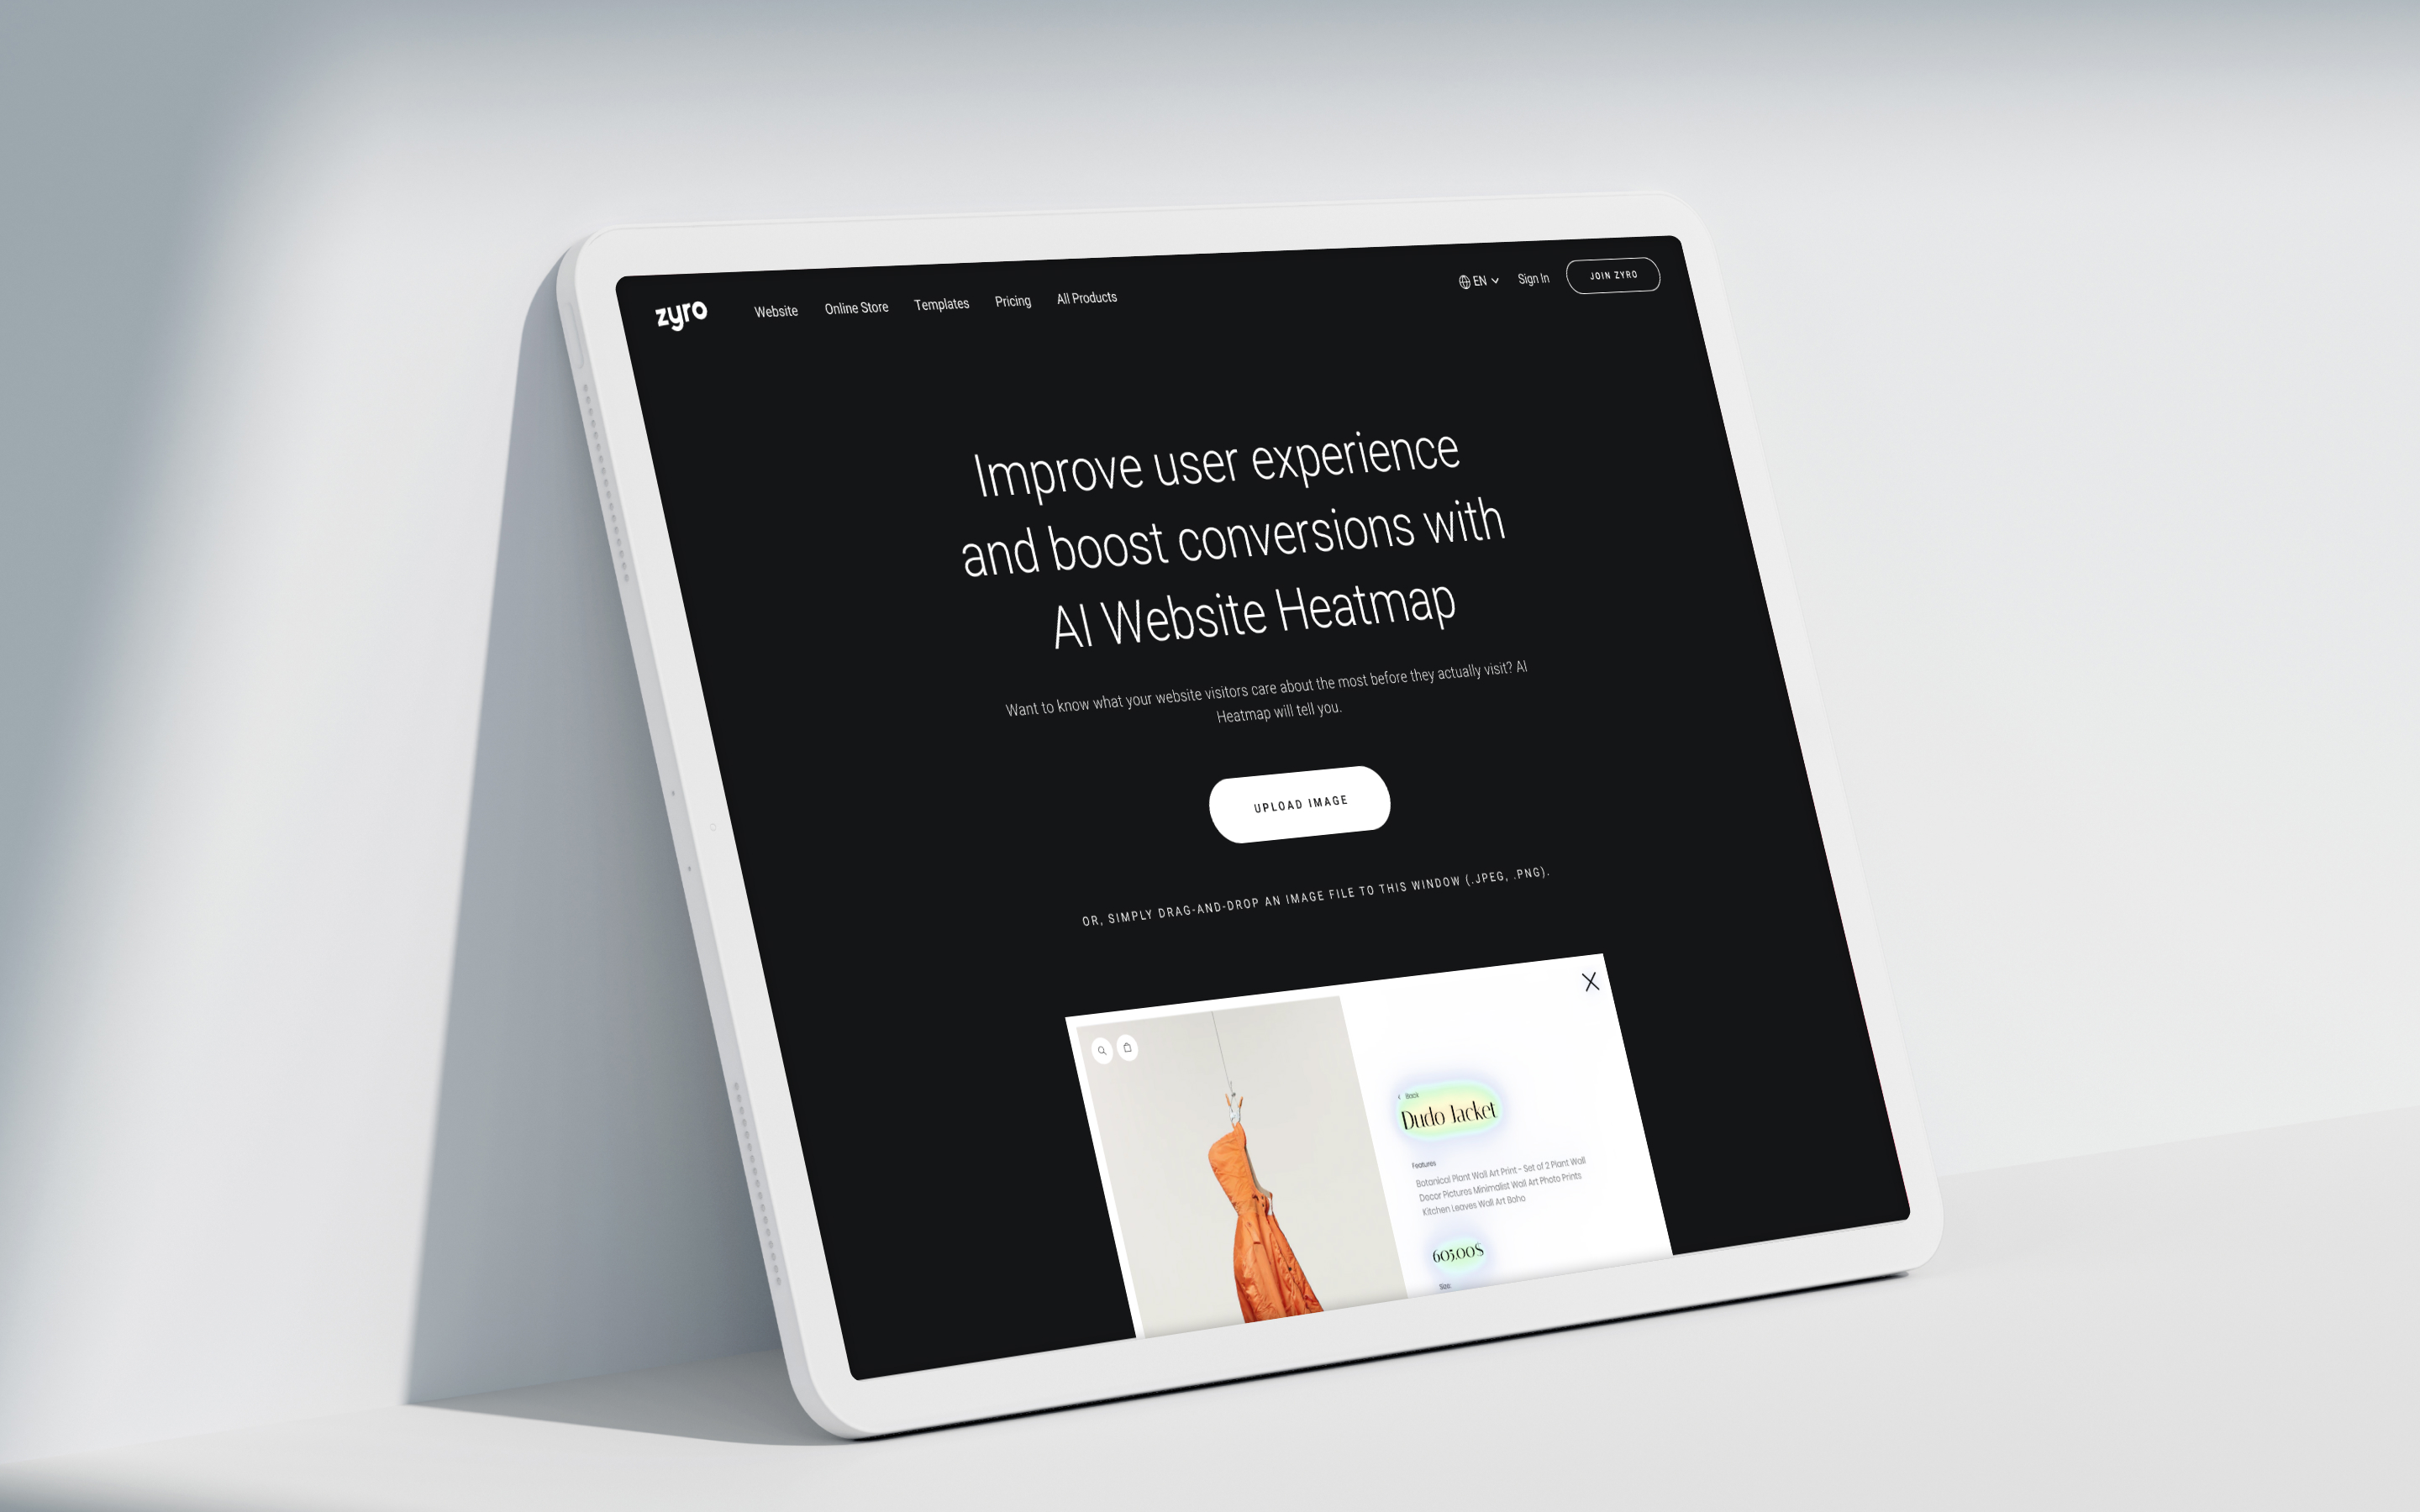 zyro
Website
Online Store
Templates
Pricing
All Products
EN
Sign In
JOIN ZYRO
Improve user experience
and boost conversions with
AI Website Heatmap
Want to know what your website visitors care about the most before they actually visit? AI
Heatmap will tell you.
UPLOAD IMAGE
OR, SIMPLY DRAG-AND-DROP AN IMAGE FILE TO THIS WINDOW (.JPEG, .PNG).
Back
Dudo Jacket
Features
Botanical Plant Wall Art Print - Set of 2 Plant Wall
Decor Pictures Minimalist Wall Art Photo Prints
Kitchen Leaves Wall Art Boho
605.00$
Size: